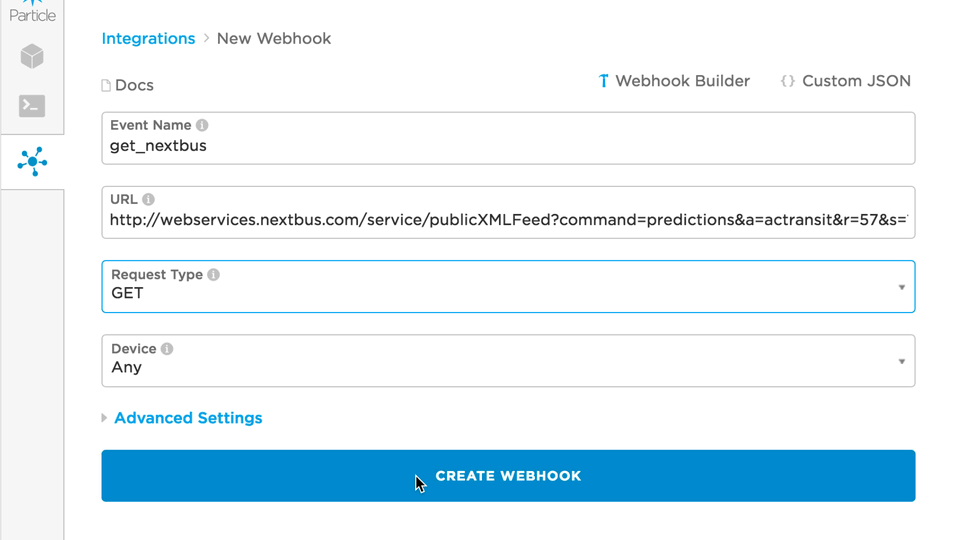 Particle
Integrations > New Webhook
Docs
Webhook Builder
{} Custom JSON
Event Name
get_nextbus
URL
http://webservices.nextbus.com/service/publicXMLFeed?command=predictions&a=actransit&r=57&s=
Request Type
GET
Device
Any
Advanced Settings
CREATE WEBHOOK